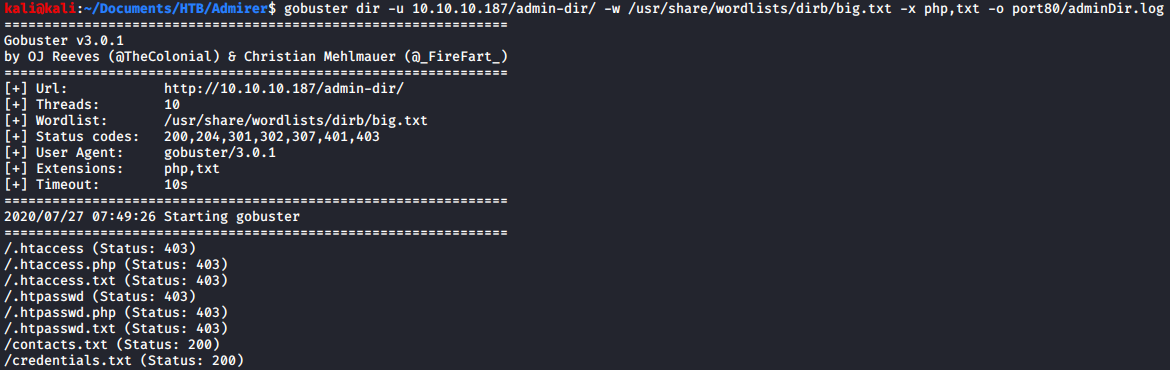 kali@kali:~/Documents/HTB/Admirer$ gobuster dir -u 10.10.10.187/admin-dir/ -w /usr/share/wordlists/dirb/big.txt -x php,txt -o port80/adminDir.log
===============================================================
Gobuster v3.0.1
by OJ Reeves (@TheColonial) & Christian Mehlmauer (@_FireFart_)
===============================================================
[+] Url:            http://10.10.10.187/admin-dir/
[+] Threads:        10
[+] Wordlist:       /usr/share/wordlists/dirb/big.txt
[+] Status codes:   200,204,301,302,307,401,403
[+] User Agent:     gobuster/3.0.1
[+] Extensions:     php,txt
[+] Timeout:        10s
===============================================================
2020/07/27 07:49:26 Starting gobuster
===============================================================
/.htaccess (Status: 403)
/.htaccess.php (Status: 403)
/.htaccess.txt (Status: 403)
/.htpasswd (Status: 403)
/.htpasswd.php (Status: 403)
/.htpasswd.txt (Status: 403)
/contacts.txt (Status: 200)
/credentials.txt (Status: 200)